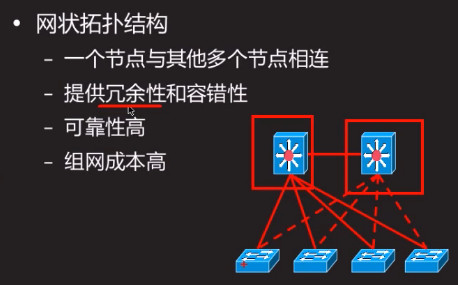 • 网状拓扑结构
– 一个节点与其他多个节点相连
– 提供冗余性和容错性
– 可靠性高
– 组网成本高